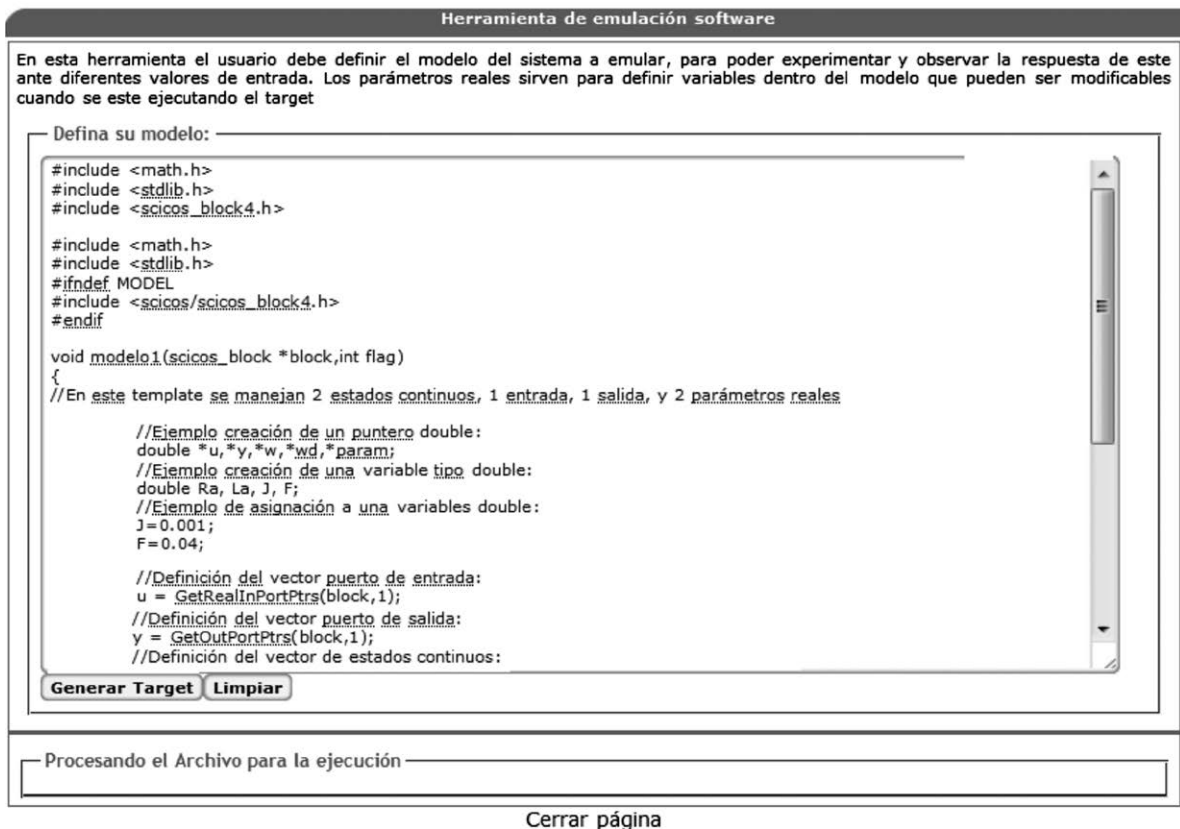 Herramienta de emulación software
En esta herramienta el usuario debe definir el modelo del sistema a emular, para poder experimentar y observar la respuesta de este
ante diferentes valores de entrada. Los parámetros reales sirven para definir variables dentro del modelo que pueden ser modificables
cuando se este ejecutando el target
Defina su modelo:
#include <math.h>
#include <stdlib.h>
#include <scicos_block4.h>
#include <math.h>
#include <stdlib.h>
#ifndef MODEL
#include <scicos/scicos_block4.h>
#endif
void modelo1(scicos_block *block,int flag)
{
//En este template se manejan 2 estados continuos, 1 entrada, 1 salida, y 2 parámetros reales
//Ejemplo creación de un puntero double:
double *u,*y,*w,*wd,*param;
//Ejemplo creación de una variable tipo double:
double Ra, La, J, F;
//Ejemplo de asignación a una variables double:
J=0.001;
F=0.04;
//Definición del vector puerto de entrada:
u = GetRealInPortPtrs(block,1);
//Definición del vector puerto de salida:
y = GetOutPortPtrs(block,1);
//Definición del vector de estados continuos:
Generar Target Limpiar
Procesando el Archivo para la ejecución
Cerrar página